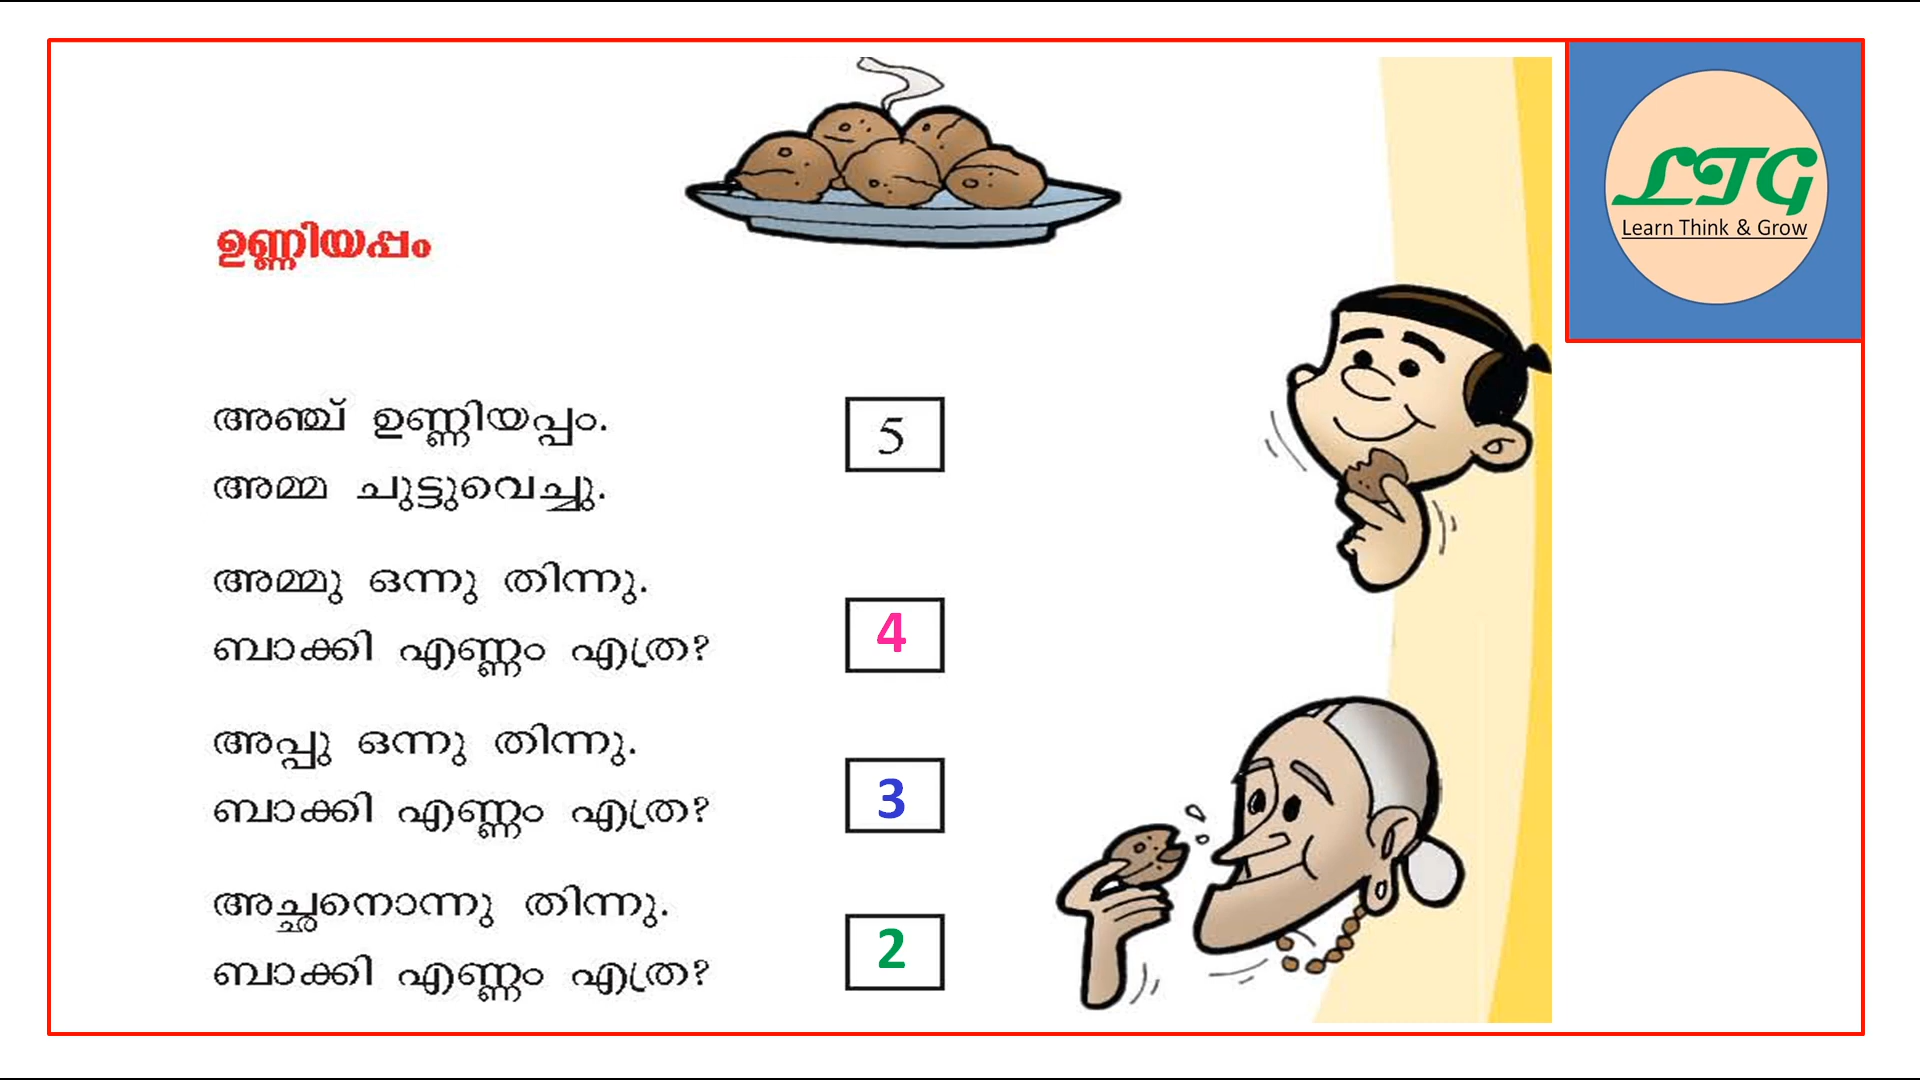 LTG
Learn Think & Grow
ഉണ്ണിയപ്പം
അഞ്ച് ഉണ്ണിയപ്പം.
5
അമ്മ ചുട്ടുവെച്ചു.
അമ്മു ഒന്നു തിന്നു.
ബാക്കി എണ്ണം എത്ര?
4
അപ്പു ഒന്നു തിന്നു.
ബാക്കി എണ്ണം എത്ര?
3
അച്ഛനൊന്നു തിന്നു.
ബാക്കി എണ്ണം എത്ര?
2